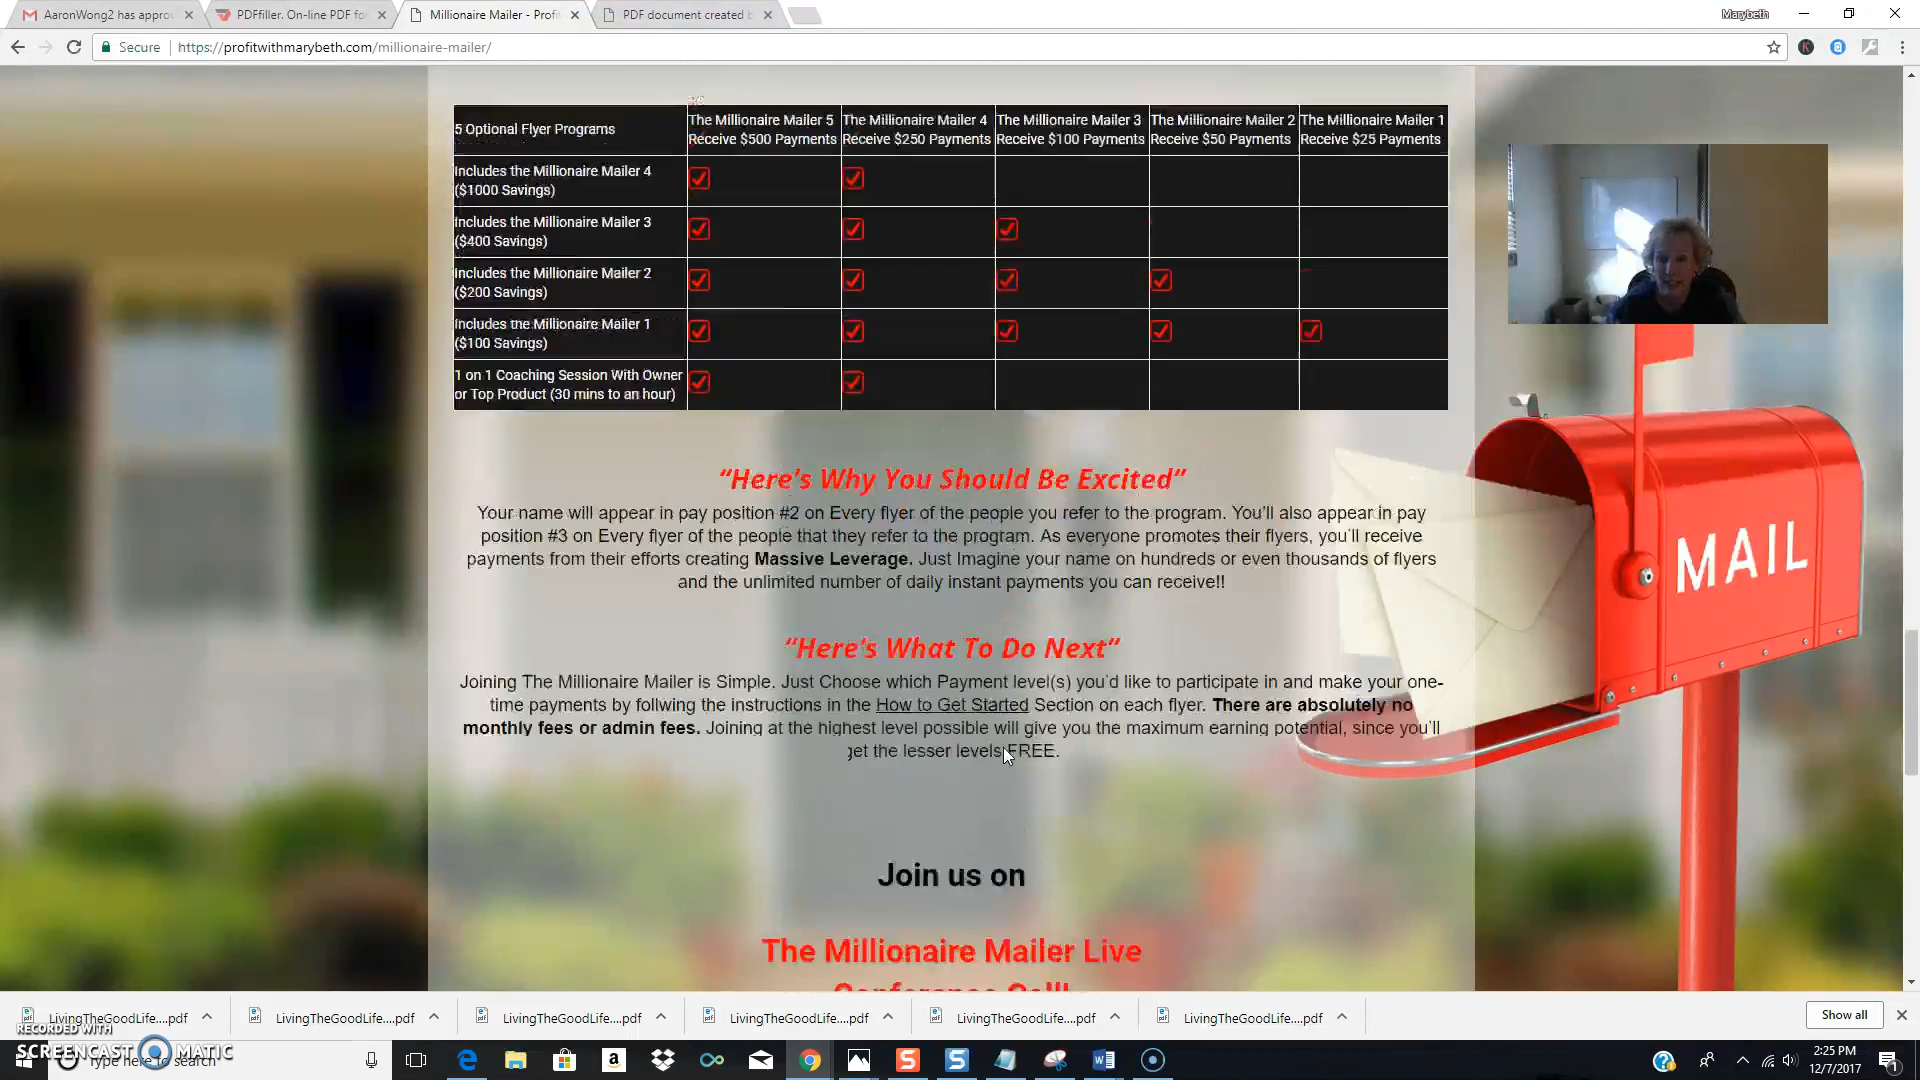 AaronWong2 has approv
PDFfiller. On-line PDF fo
Millionaire Mailer - Profit
PDF document created b
Marybeth
Secure
https://profitwithmarybeth.com/millionaire-mailer/
5 Optional Flyer Programs
The Millionaire Mailer 5
Receive $500 Payments
The Millionaire Mailer 4
Receive $250 Payments
The Millionaire Mailer 3
Receive $100 Payments
The Millionaire Mailer 2
Receive $50 Payments
The Millionaire Mailer 1
Receive $25 Payments
Includes the Millionaire Mailer 4
($1000 Savings)
Includes the Millionaire Mailer 3
($400 Savings)
Includes the Millionaire Mailer 2
($200 Savings)
Includes the Millionaire Mailer 1
($100 Savings)
1 on 1 Coaching Session With Owner
or Top Product (30 mins to an hour)
“Here’s Why You Should Be Excited”
Your name will appear in pay position #2 on Every flyer of the people you refer to the program. You’ll also appear in pay
position #3 on Every flyer of the people that they refer to the program. As everyone promotes their flyers, you’ll receive
payments from their efforts creating Massive Leverage. Just Imagine your name on hundreds or even thousands of flyers
and the unlimited number of daily instant payments you can receive!!
“Here’s What To Do Next”
Joining The Millionaire Mailer is Simple. Just Choose which Payment level(s) you’d like to participate in and make your one-
time payments by follwing the instructions in the How to Get Started Section on each flyer. There are absolutely no
monthly fees or admin fees. Joining at the highest level possible will give you the maximum earning potential, since you’ll
get the lesser levels FREE.
MAIL
Join us on
The Millionaire Mailer Live
Conference Call!
LivingTheGoodLife....pdf
LivingTheGoodLife....pdf
LivingTheGoodLife....pdf
LivingTheGoodLife....pdf
LivingTheGoodLife....pdf
LivingTheGoodLife....pdf
Show all
RECORDED WITH
SCREENCAST MATIC
Type here to search
2:25 PM
12/7/2017